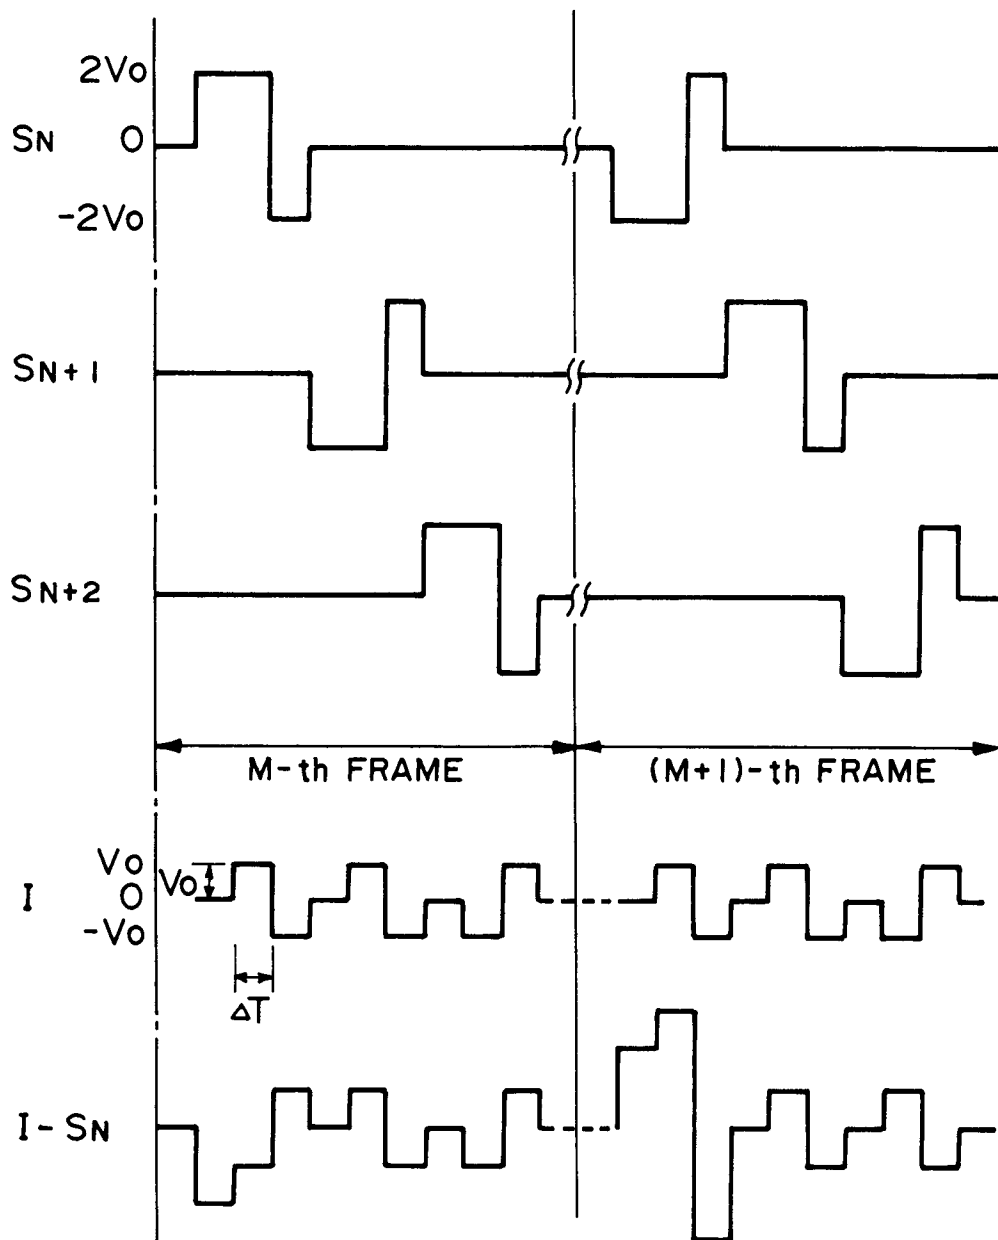 2Vo
SN 0
-2Vo
SN+1
SN+2
M-th FRAME
(M+1)-th FRAME
Vo
Vo
I 0
-Vo
ΔT
I-SN